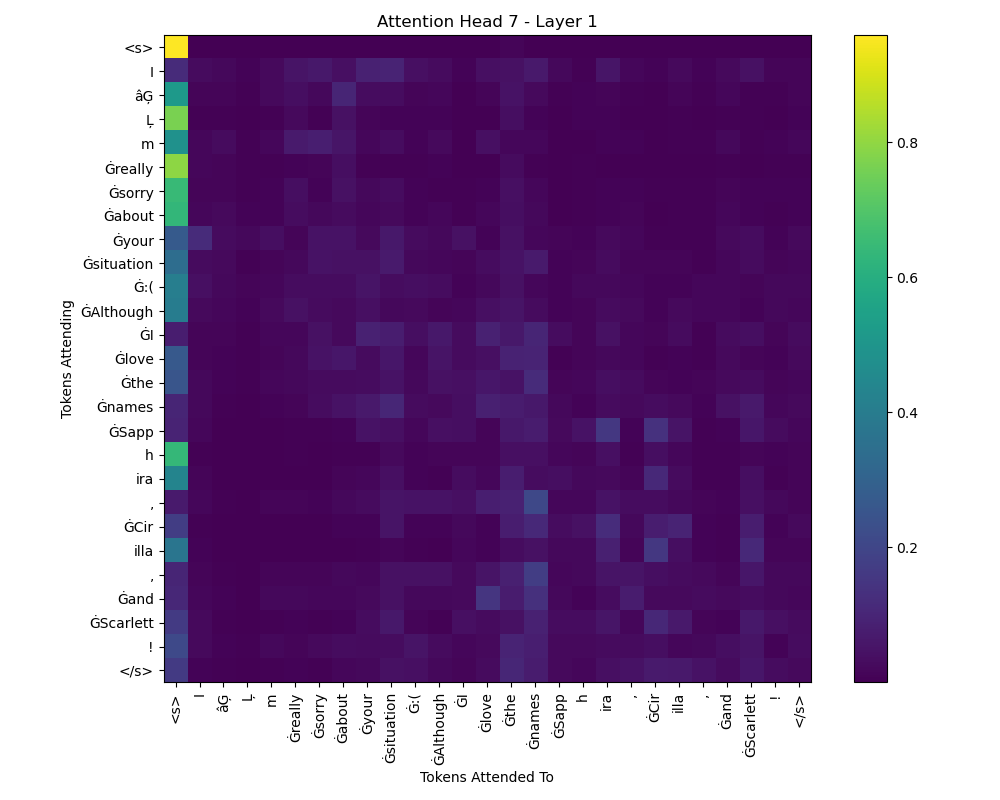 Attention Head 7 - Layer 1
<s>
I
âĢ
Ļ
m
Ġreally
Ġsorry
Ġabout
Ġyour
Ġsituation
Ġ:(
ĠAlthough
ĠI
Ġlove
Ġthe
Ġnames
ĠSapp
h
ira
,
ĠCir
illa
,
Ġand
ĠScarlett
!
</s>
Tokens Attending
<s>
I
âĢ
Ļ
m
Ġreally
Ġsorry
Ġabout
Ġyour
Ġsituation
Ġ:(
ĠAlthough
ĠI
Ġlove
Ġthe
Ġnames
ĠSapp
h
ira
,
ĠCir
illa
,
Ġand
ĠScarlett
!
</s>
Tokens Attended To
0.8
0.6
0.4
0.2